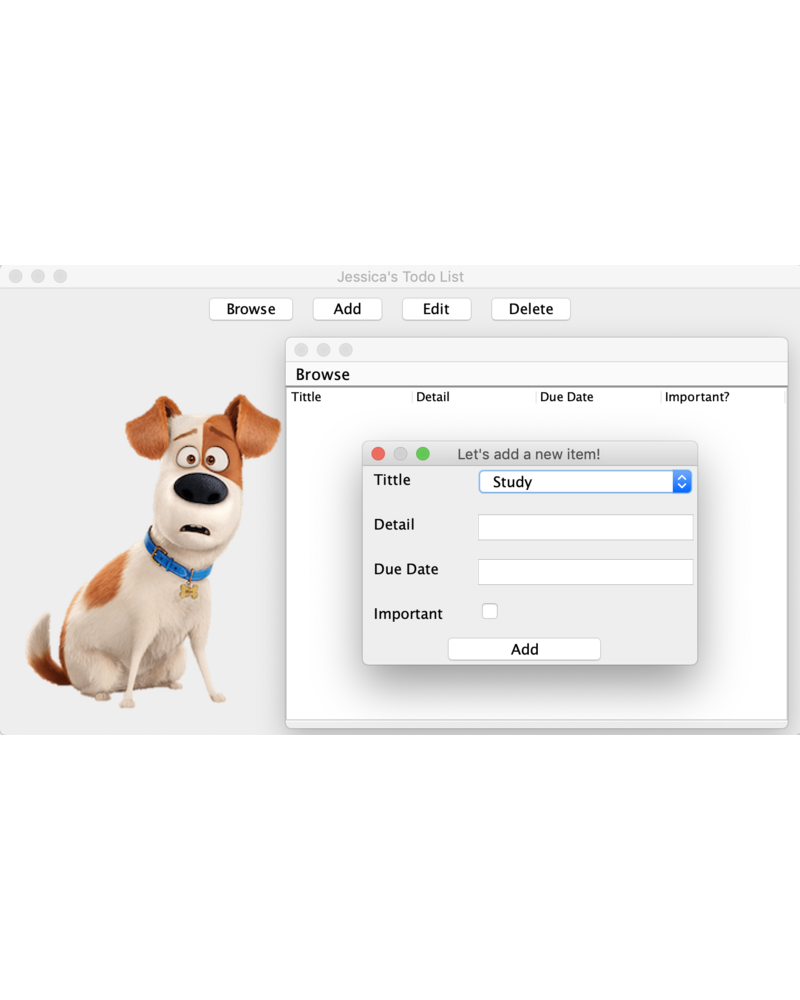 Jessica's Todo List
Browse Add Edit Delete
Browse
Tittle Detail Due Date Important?
Let's add a new item!
Tittle Study
Detail
Due Date
Important
Add